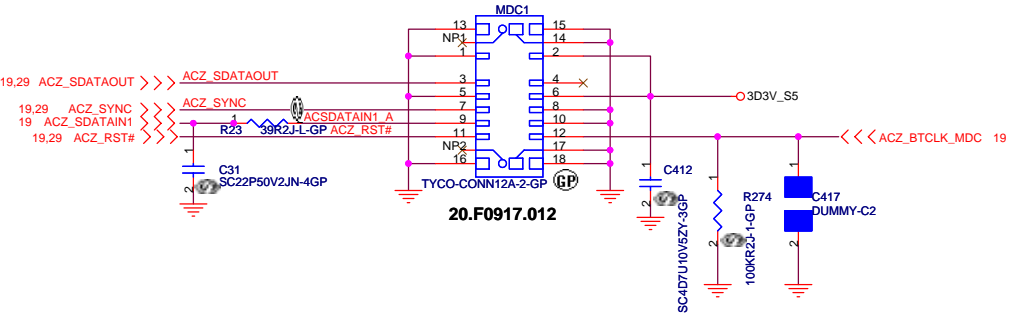 MDC1
13 15
NP1 14
1 2
19,29 ACZ_SDATAOUT ACZ_SDATAOUT 3 4
5 6 3D3V_S5
19,29 ACZ_SYNC ACZ_SYNC 7 8
19 ACZ_SDATAIN1 1 ACSDATAIN1_A 9 10
R23 39R2J-L-GP
19,29 ACZ_RST# ACZ_RST# 11 12 ACZ_BTCLK_MDC 19
NP2 17
16 18
TYCO-CONN12A-2-GP GP
20.F0917.012
1 C31 2
SC22P50V2JN-4GP
1 C412 2
SC4D7U10V5ZY-3GP
1 R274 2
100KR2J-1-GP
1 C417 2
DUMMY-C2